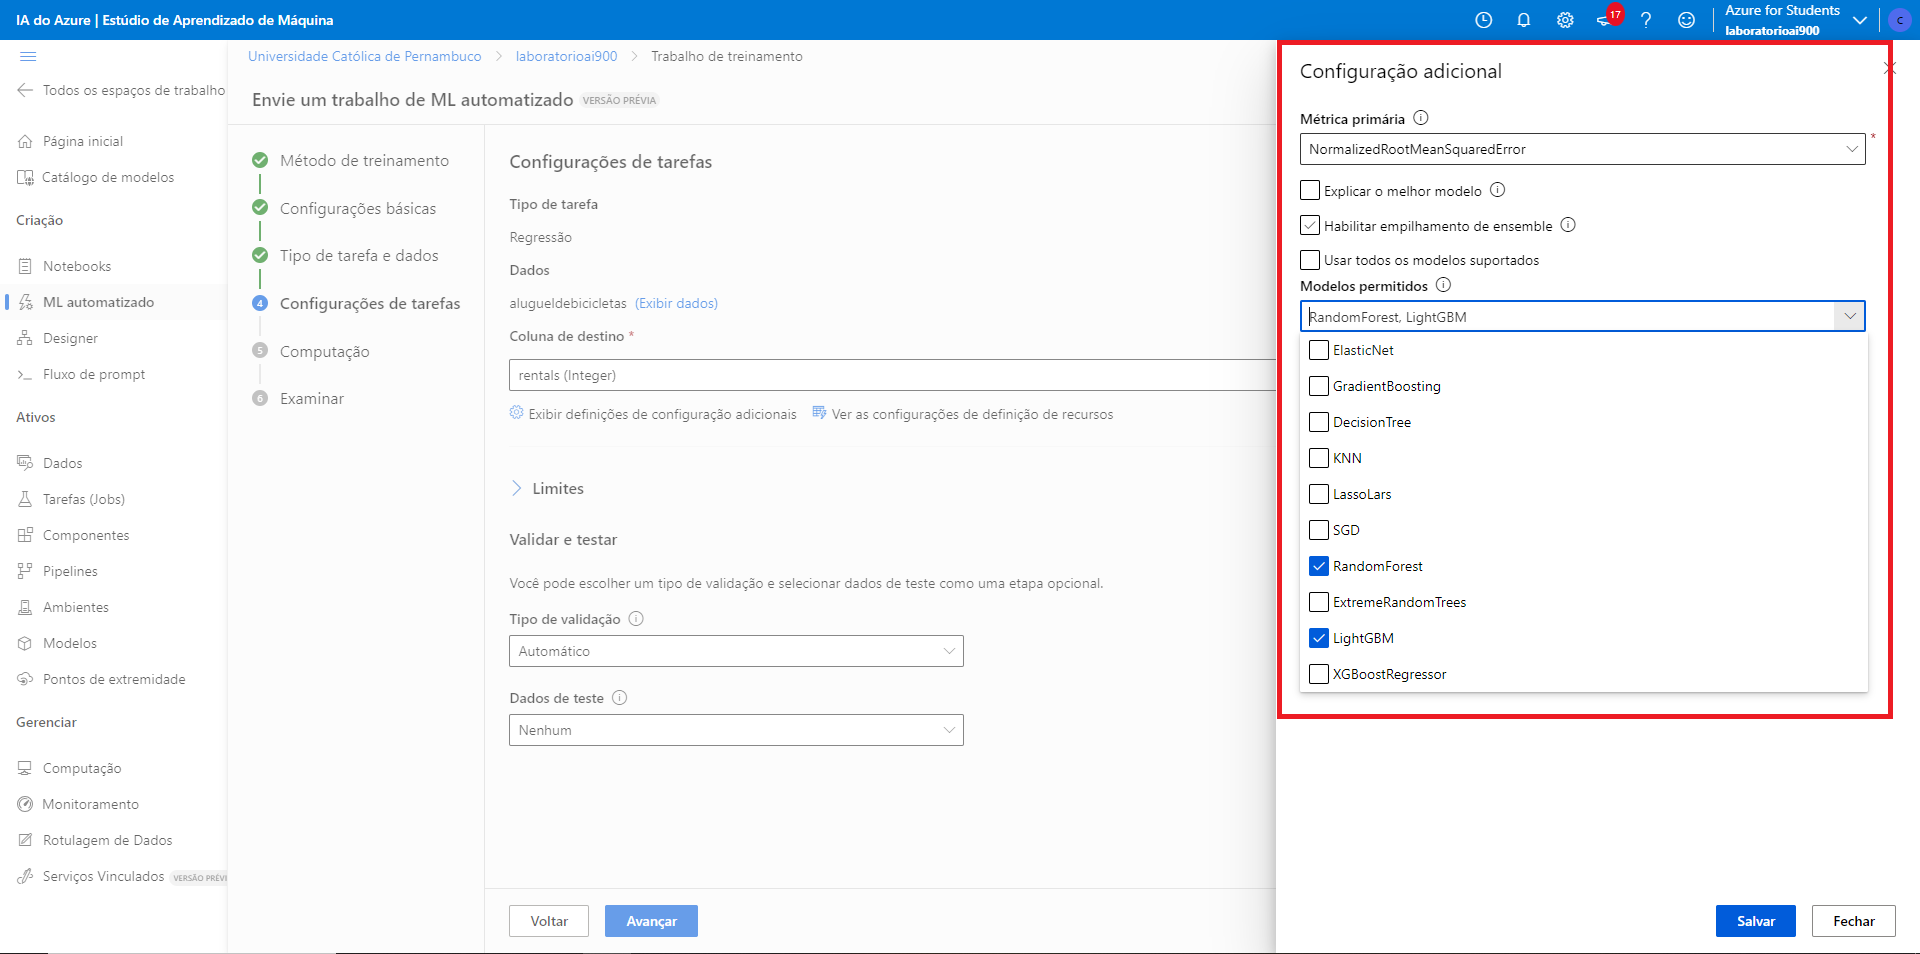 IA do Azure | Estúdio de Aprendizado de Máquina
17
Azure for Students
laboratorioai900
C
Todos os espaços de trabalho
Página inicial
Catálogo de modelos
Criação
Notebooks
ML automatizado
Designer
Fluxo de prompt
Ativos
Dados
Tarefas (Jobs)
Componentes
Pipelines
Ambientes
Modelos
Pontos de extremidade
Gerenciar
Computação
Monitoramento
Rotulagem de Dados
Serviços Vinculados VERSÃO PRÉVI
Universidade Católica de Pernambuco > laboratorioai900 > Trabalho de treinamento
Envie um trabalho de ML automatizado VERSÃO PRÉVIA
Método de treinamento
Configurações básicas
Tipo de tarefa e dados
4 Configurações de tarefas
5 Computação
6 Examinar
Configurações de tarefas
Tipo de tarefa
Regressão
Dados
alugueldebicicletas (Exibir dados)
Coluna de destino *
rentals (Integer)
Exibir definições de configuração adicionais Ver as configurações de definição de recursos
Limites
Validar e testar
Você pode escolher um tipo de validação e selecionar dados de teste como uma etapa opcional.
Tipo de validação
Automático
Dados de teste
Nenhum
Voltar Avançar
Configuração adicional
Métrica primária
NormalizedRootMeanSquaredError *
Explicar o melhor modelo
Habilitar empilhamento de ensemble
Usar todos os modelos suportados
Modelos permitidos
RandomForest, LightGBM
ElasticNet
GradientBoosting
DecisionTree
KNN
LassoLars
SGD
RandomForest
ExtremeRandomTrees
LightGBM
XGBoostRegressor
Salvar Fechar